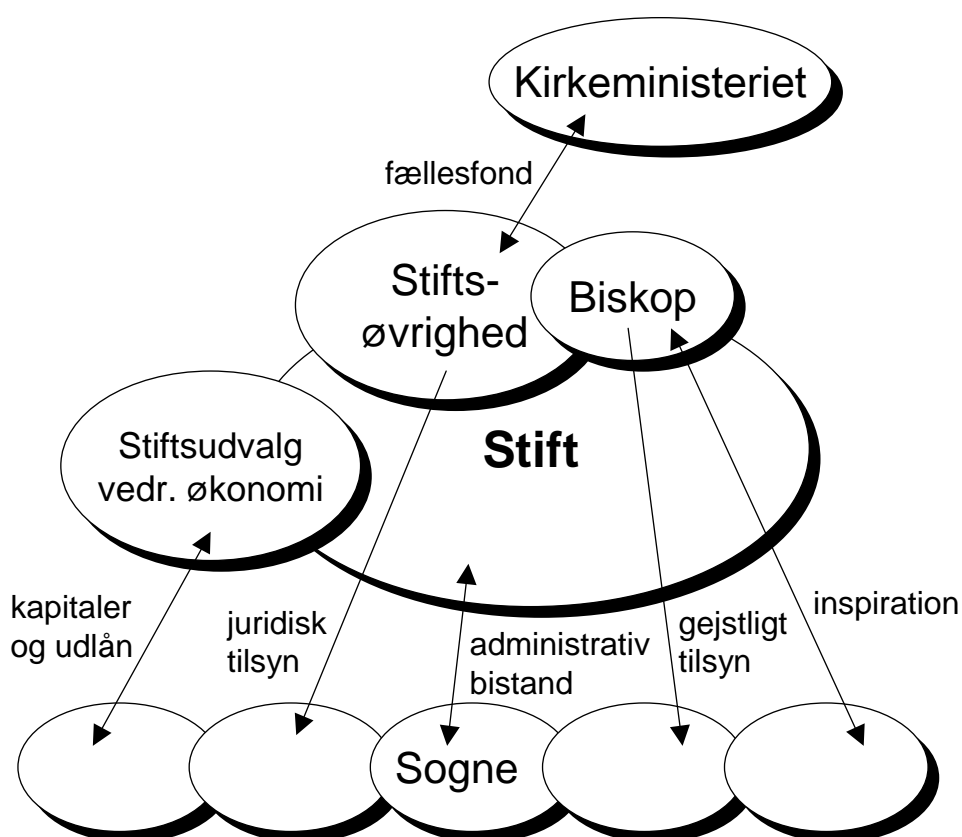 Kirkeministeriet
fællesfond
Stifts-
øvrighed
Biskop
Stift
Stiftsudvalg
vedr. økonomi
kapitaler
og udlån
juridisk
tilsyn
administrativ
bistand
gejstligt
tilsyn
inspiration
Sogne